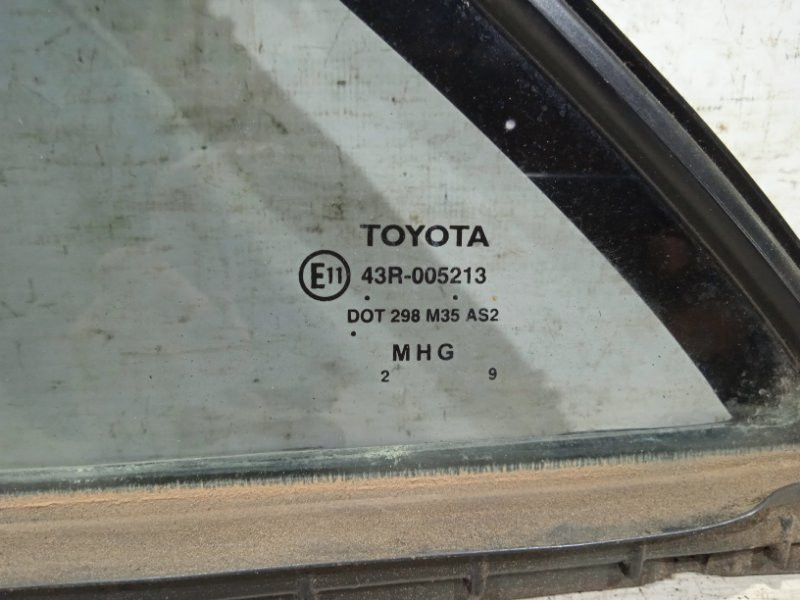 TOYOTA
E11 43R-005213
DOT 298 M35 AS2
MHG
2 9